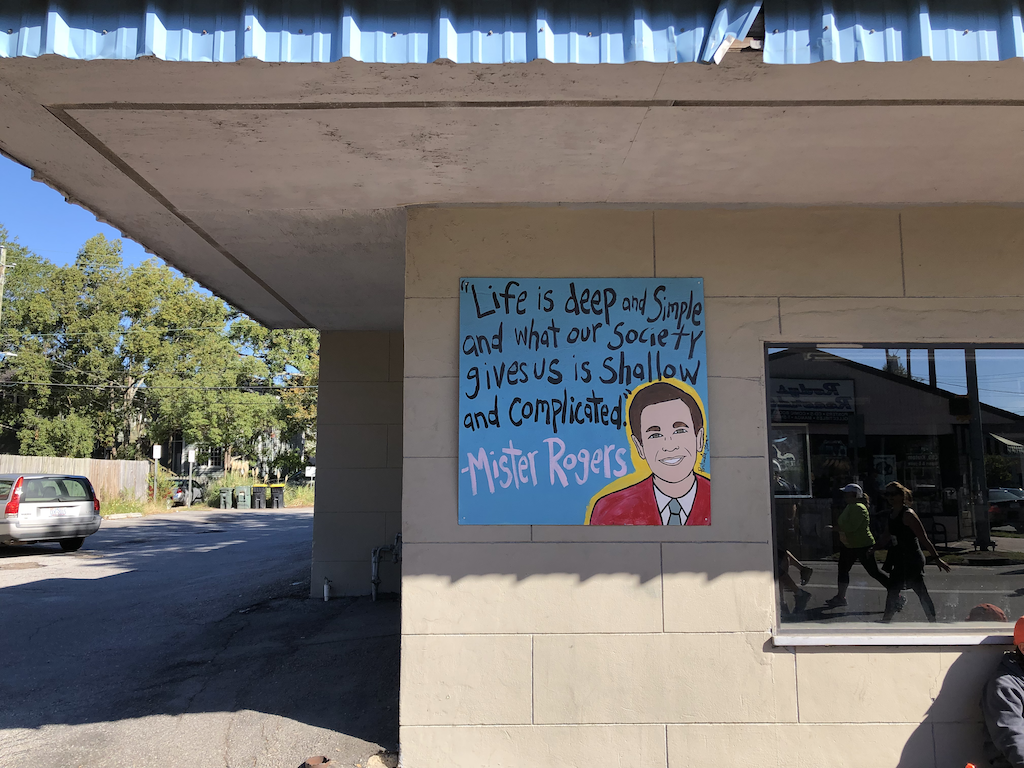 "Life is deep and Simple
and what our Society
gives us is Shallow
and complicated."
-Mister Rogers